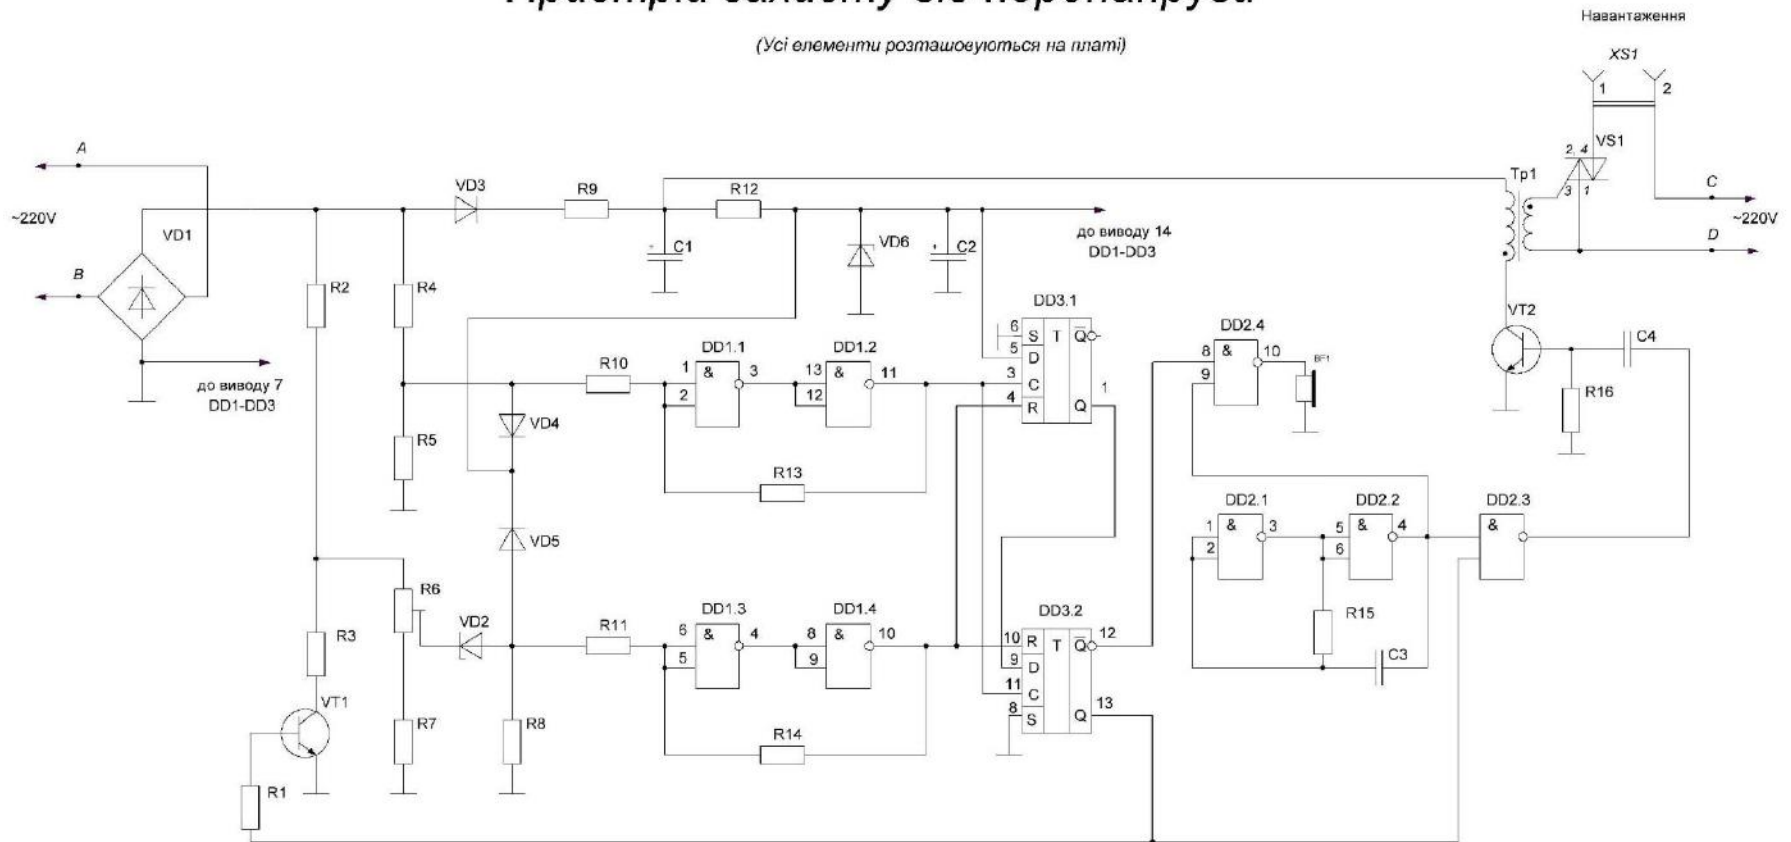 (Усі елементи розташовуються на платі)
Навантаження
XS1
1 2
VS1
2, 4
3 1
A
~220V
B
VD1
до виводу 7
DD1-DD3
VD3
R9
R12
C1
VD6
C2
до виводу 14
DD1-DD3
Тр1
C
~220V
D
R2
R4
R5
R10
DD1.1
1
2
&
3
DD1.2
13
12
&
11
VD4
R13
VD5
DD3.1
6 S T Q
5 D
3 C 1
4 R Q
DD2.4
8
9
&
10
BF1
VT2
C4
R16
DD2.1
1
2
&
3
DD2.2
5
6
&
4
DD2.3
&
R15
C3
R6
R3
VD2
R11
DD1.3
6
5
&
4
DD1.4
8
9
&
10
R14
DD3.2
10 R T Q 12
9 D
11 C 13
8 S Q
VT1
R7
R8
R1